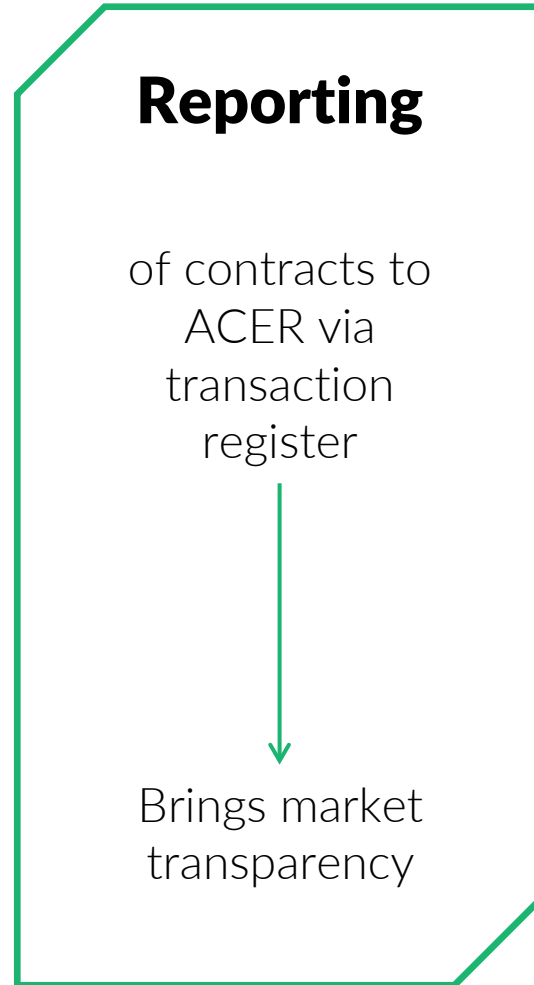 Reporting
of contracts to
ACER via
transaction
register
Brings market
transparency